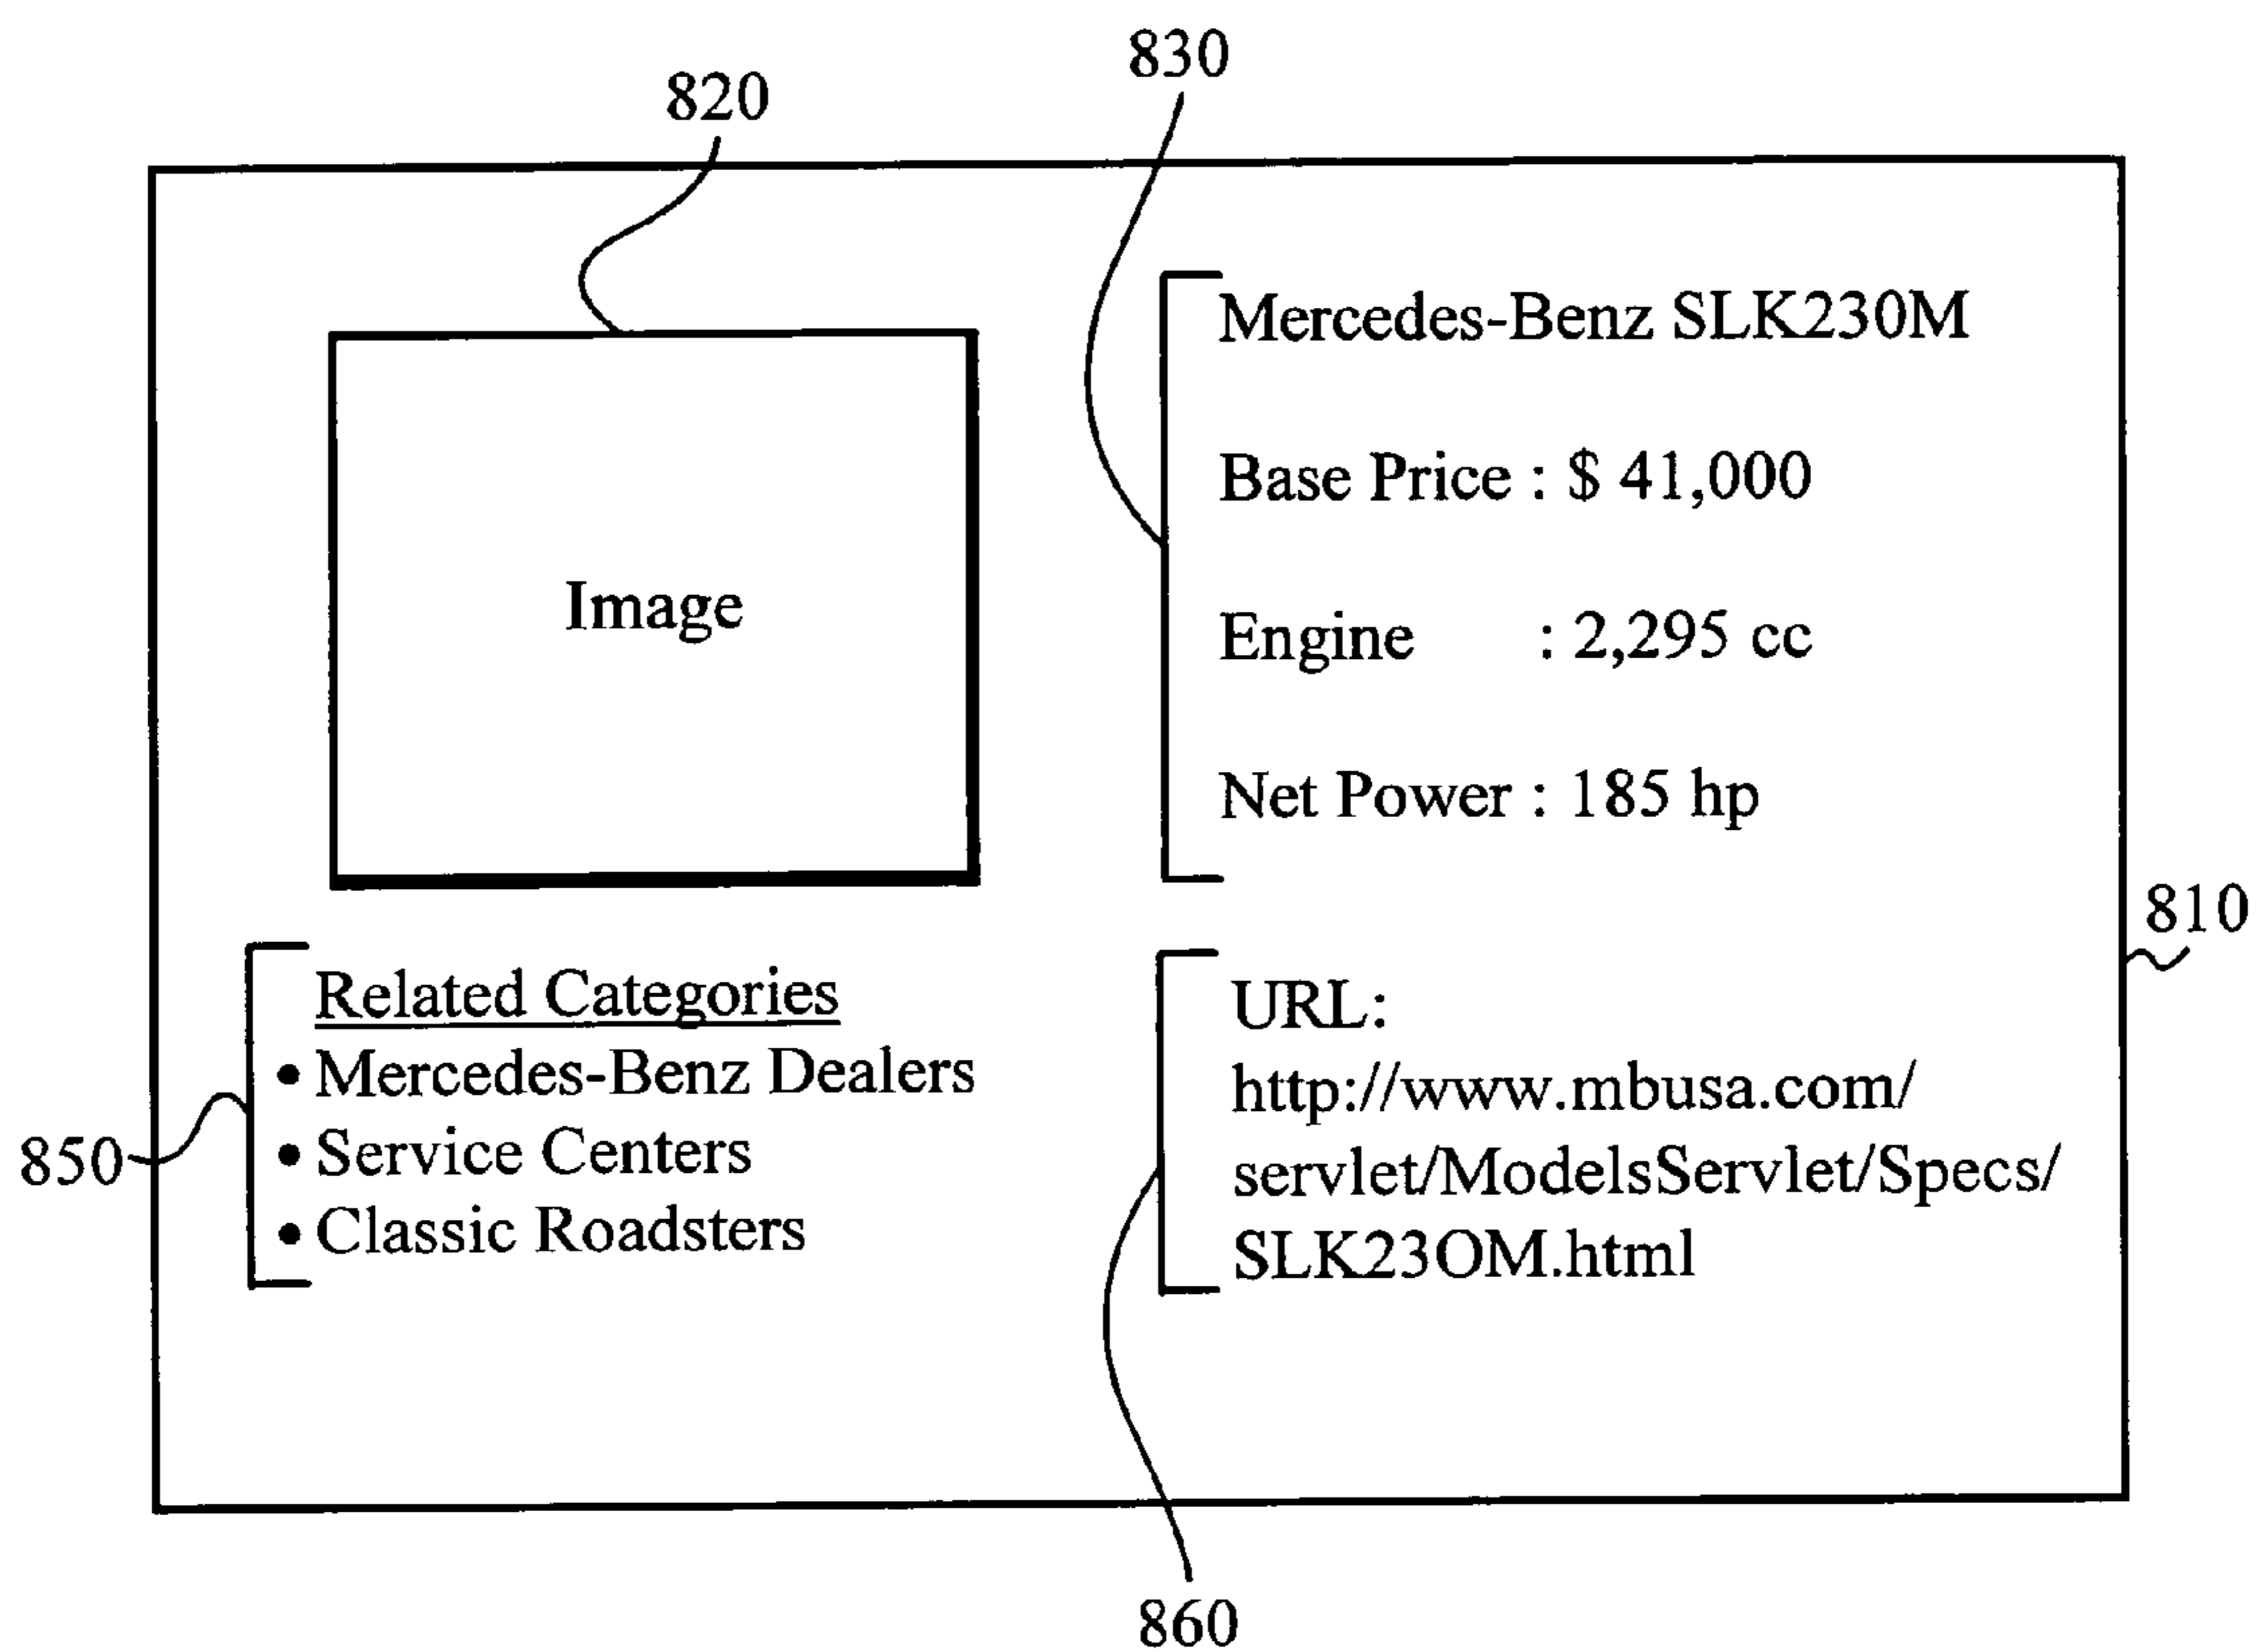 820
830
Mercedes-Benz SLK230M
Base Price : $ 41,000
Image
Engine : 2,295 cc
Net Power : 185 hp
810
Related Categories
• Mercedes-Benz Dealers
• Service Centers
• Classic Roadsters
850
URL:
http://www.mbusa.com/
servlet/ModelsServlet/Specs/
SLK23OM.html
860